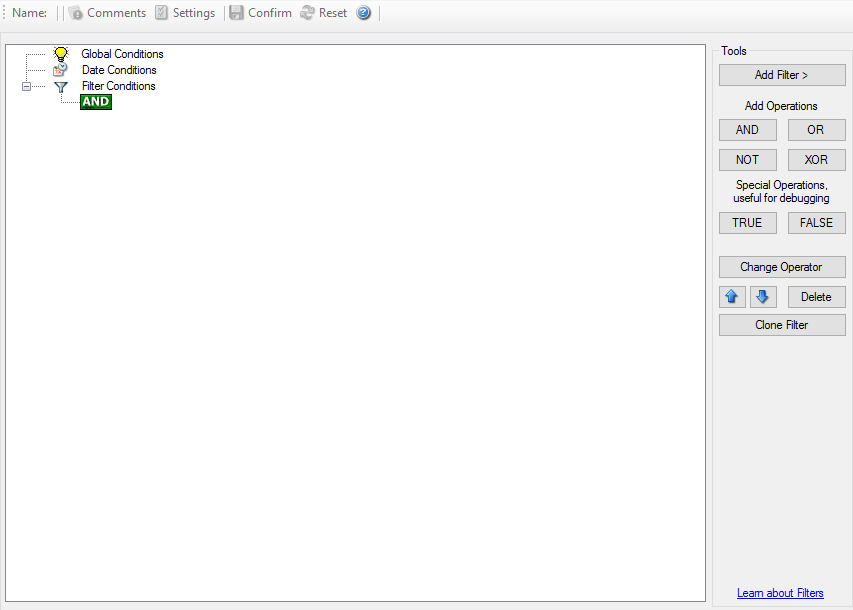 Name: Comments Settings Confirm Reset
Global Conditions
Date Conditions
Filter Conditions
AND
Tools
Add Filter >
Add Operations
AND OR
NOT XOR
Special Operations,
useful for debugging
TRUE FALSE
Change Operator
Delete
Clone Filter
Learn about Filters